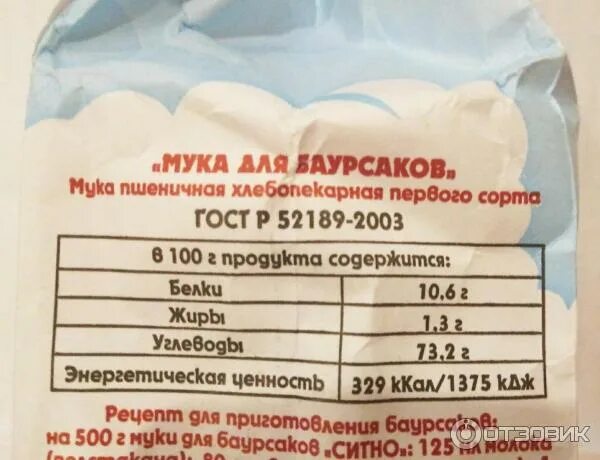 „МУКА ДЛЯ БАУРСАКОВ„
Мука пшеничная хлебопекарная первого сорта
ГОСТ Р 52189-2003
в 100 г продукта содержится:
Белки 10,6 г
Жиры 1,3 г
Углеводы 73,2 г
Энергетическая ценность 329 кКал/1375 кДж
Рецепт для приготовления баурсаков:
на 500 г муки для баурсаков „СИТНО„: 125 мл молока
ОТЗОВИК